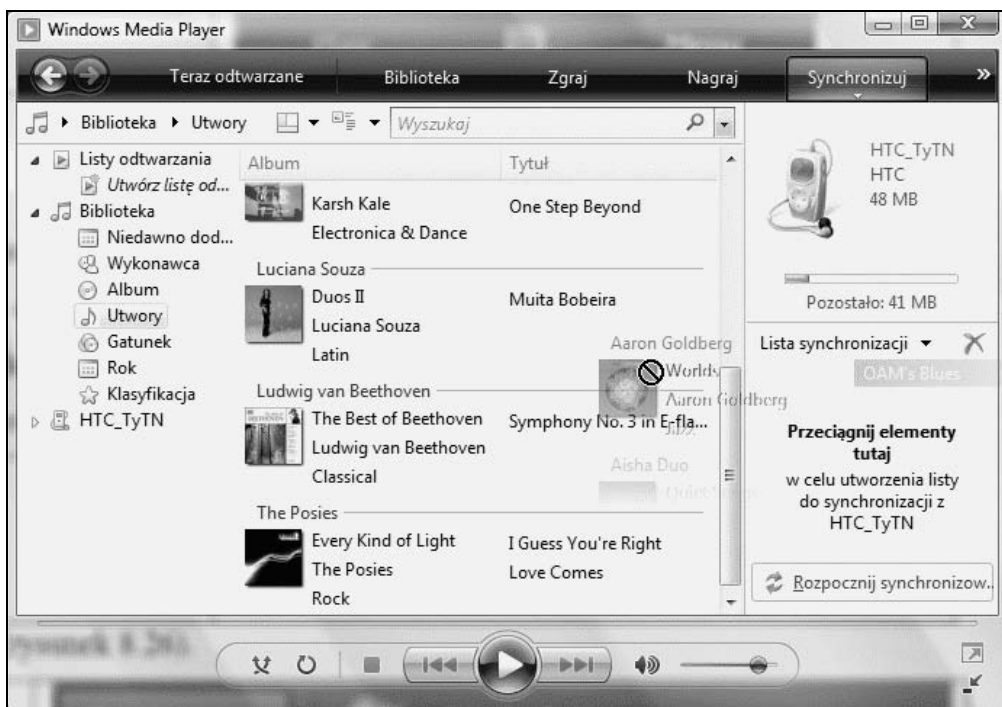 Windows Media Player
Teraz odtwarzane Biblioteka Zgraj Nagraj Synchronizuj »
Biblioteka Utwory Wyszukaj
Listy odtwarzania
Utwórz listę od...
Biblioteka
Niedawno dod...
Wykonawca
Album
Utwory
Gatunek
Rok
Klasyfikacja
HTC_TyTN
Album Tytuł
Karsh Kale One Step Beyond
Electronica & Dance
Luciana Souza
Duos II Muita Bobeira
Luciana Souza
Latin
Ludwig van Beethoven
The Best of Beethoven Symphony No. 3 in E-fla...
Ludwig van Beethoven
Classical
The Posies
Every Kind of Light I Guess You're Right
The Posies Love Comes
Rock
Aaron Goldberg
Worlds
Aaron Goldberg
Aisha Duo
HTC_TyTN
HTC
48 MB
Pozostało: 41 MB
Lista synchronizacji
OAM's Blues
Przeciągnij elementy
tutaj
w celu utworzenia listy
do synchronizacji z
HTC_TyTN
Rozpocznij synchronizow..